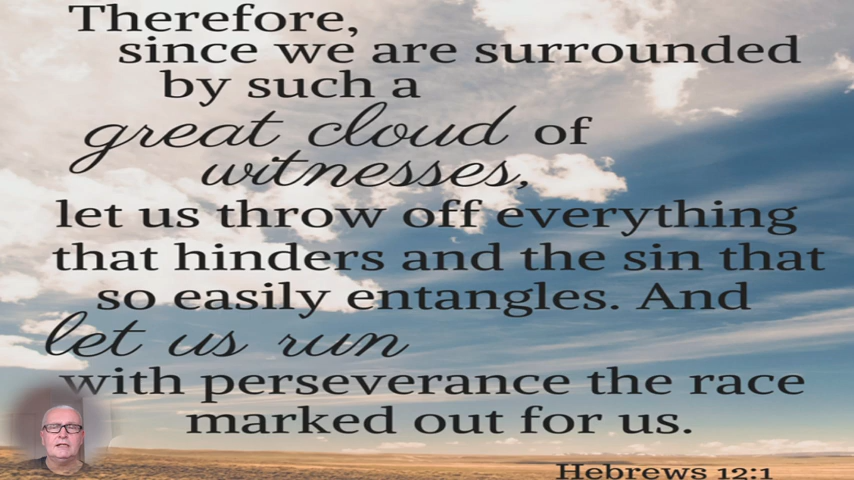 Therefore,
since we are surrounded
by such a
great cloud of
witnesses,
let us throw off everything
that hinders and the sin that
so easily entangles. And
let us run
with perseverance the race
marked out for us.
Hebrews 12:1